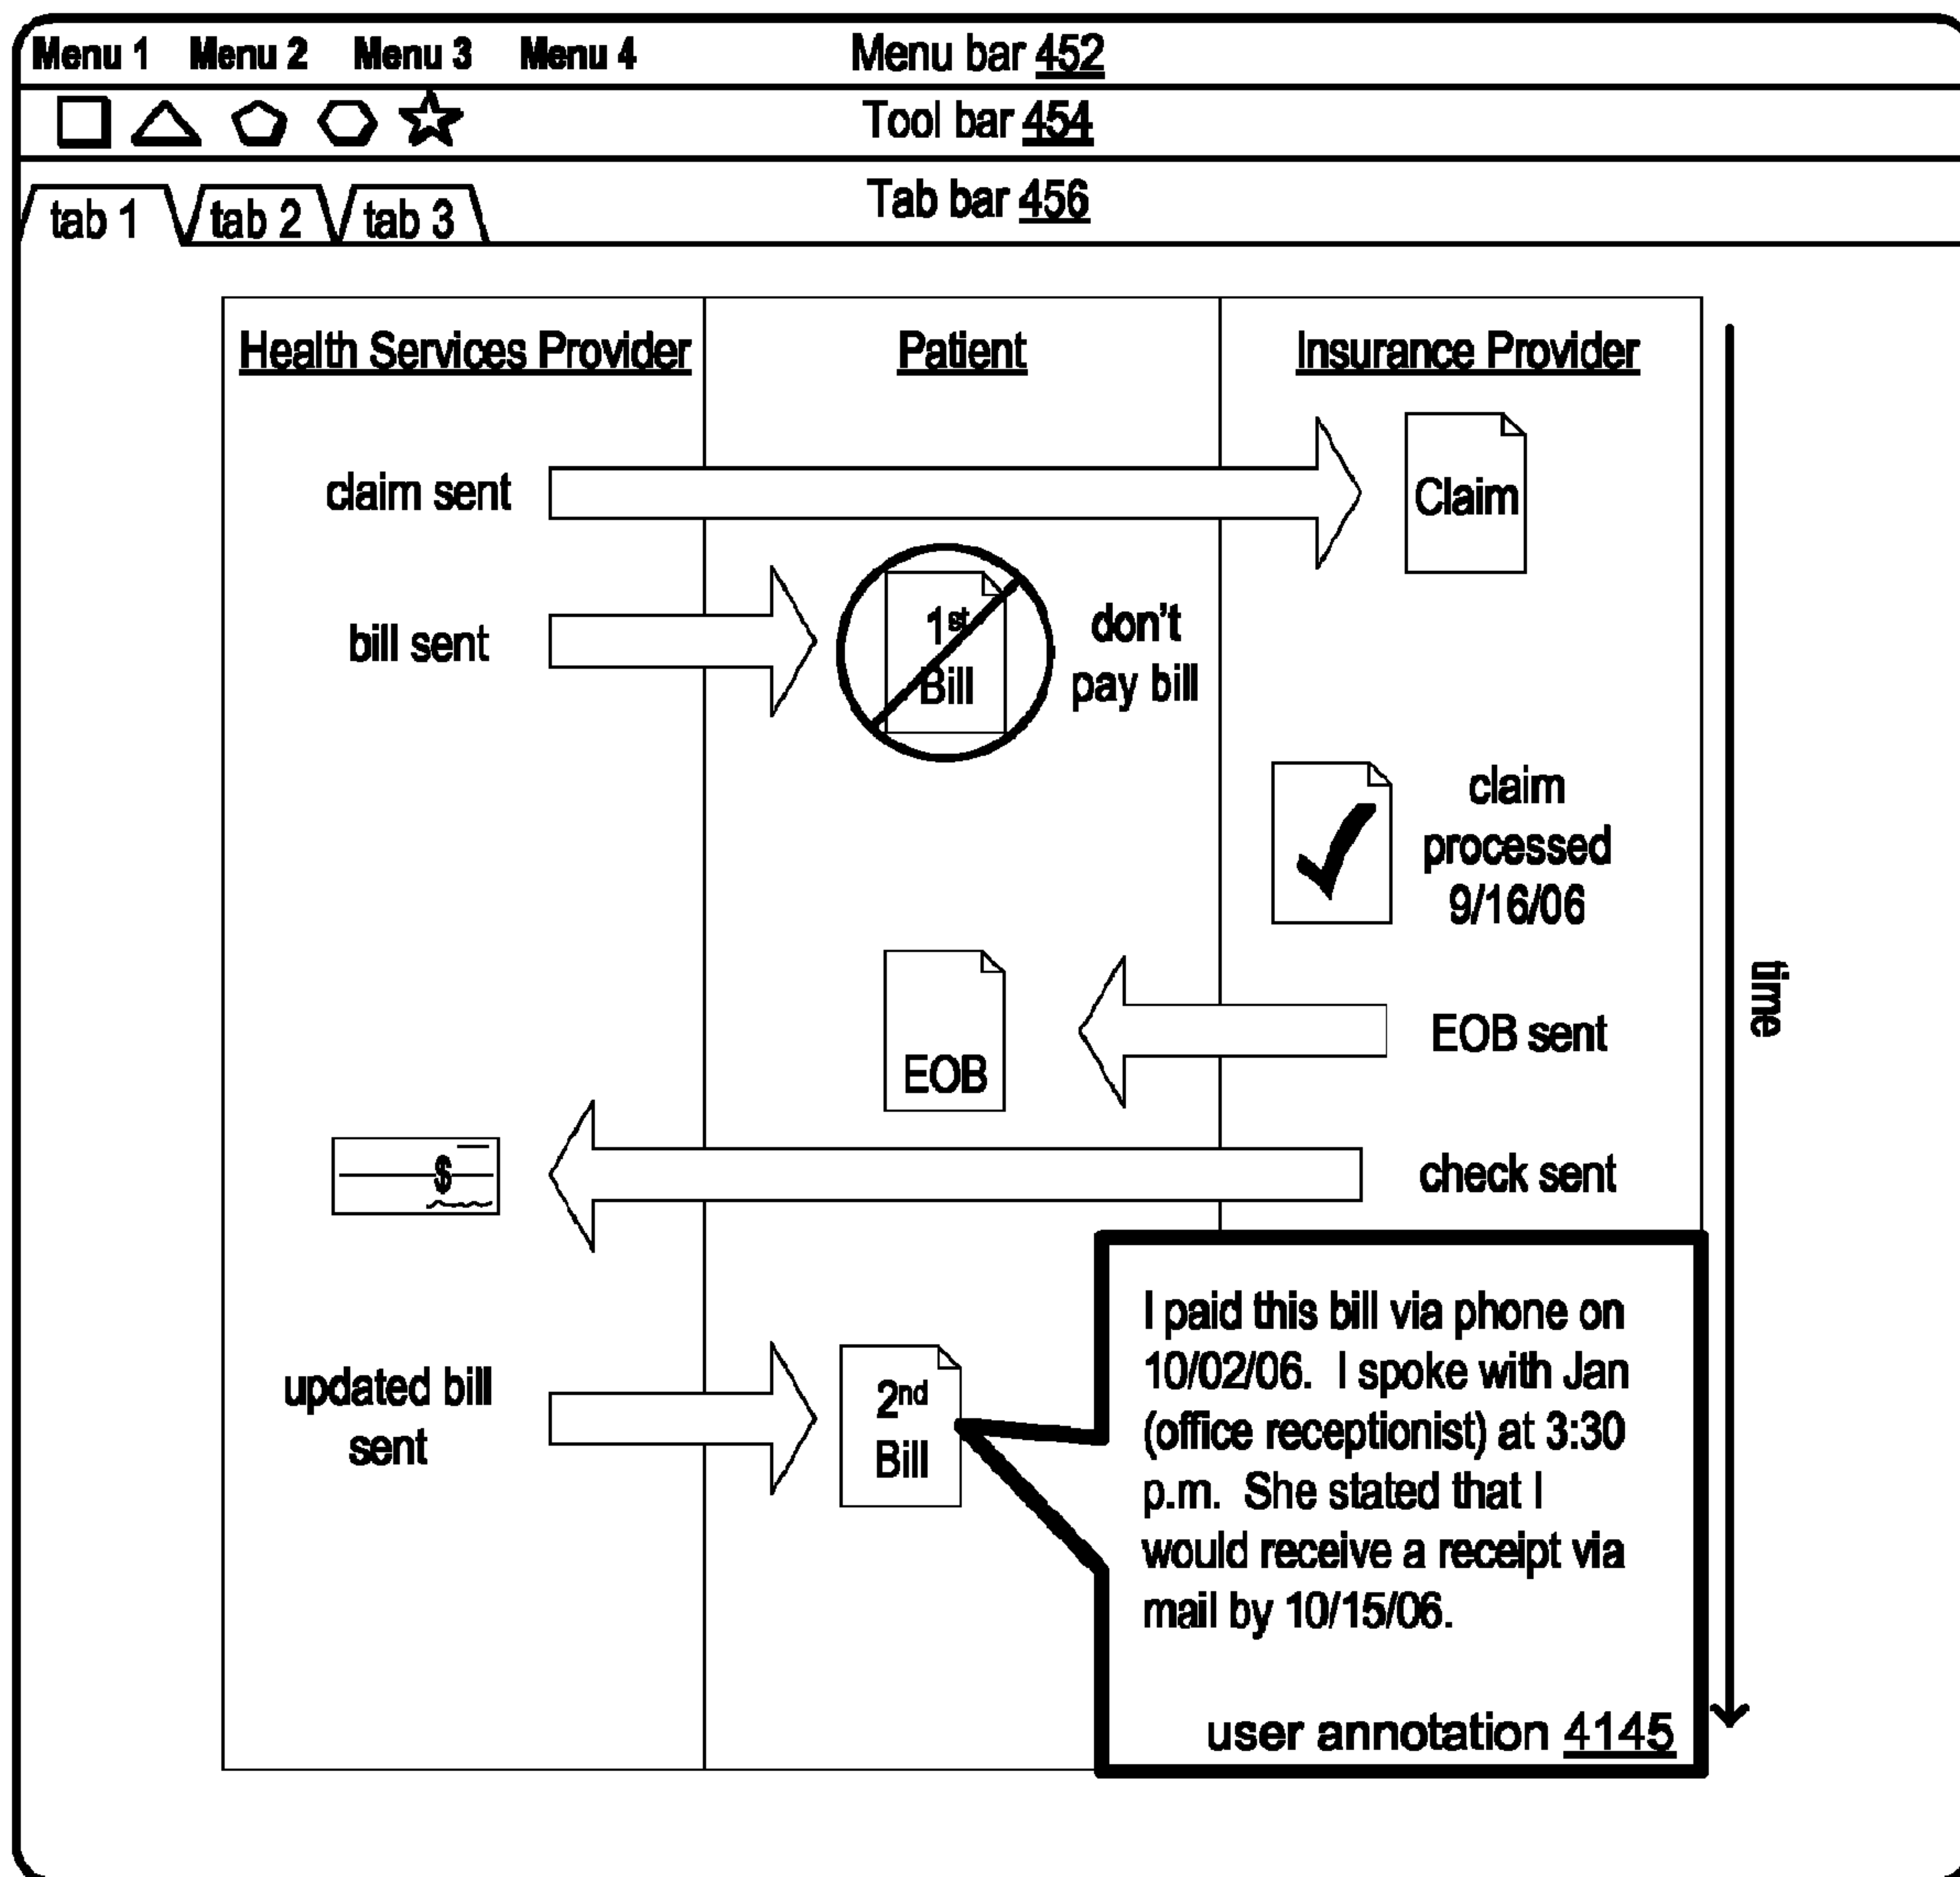 Menu 1 Menu 2 Menu 3 Menu 4 Menu bar 452
Tool bar 454
Tab bar 456
tab 1 tab 2 tab 3
Health Services Provider Patient Insurance Provider
claim sent
Claim
bill sent
1st
Bill
don't
pay bill
claim
processed
9/16/06
time
EOB
EOB sent
$
check sent
updated bill
sent
2nd
Bill
I paid this bill via phone on
10/02/06. I spoke with Jan
(office receptionist) at 3:30
p.m. She stated that I
would receive a receipt via
mail by 10/15/06.
user annotation 4145